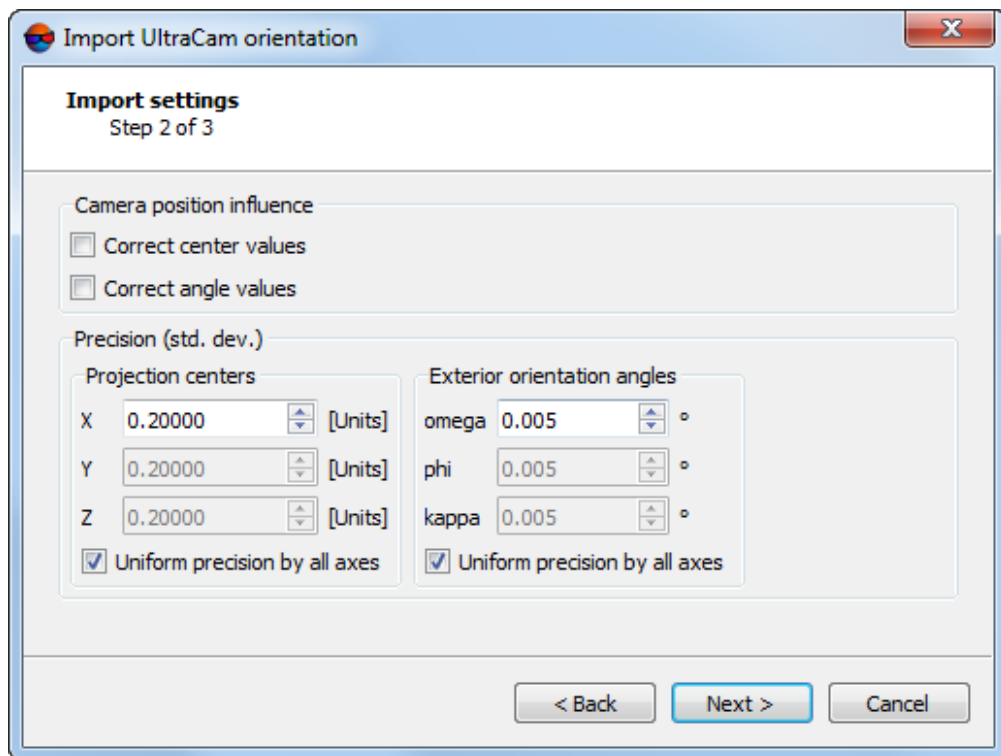 Import UltraCam orientation
Import settings
Step 2 of 3
Camera position influence
Correct center values
Correct angle values
Precision (std. dev.)
Projection centers
X 0.20000 [Units]
Y 0.20000 [Units]
Z 0.20000 [Units]
Uniform precision by all axes
Exterior orientation angles
omega 0.005 °
phi 0.005 °
kappa 0.005 °
Uniform precision by all axes
< Back Next > Cancel